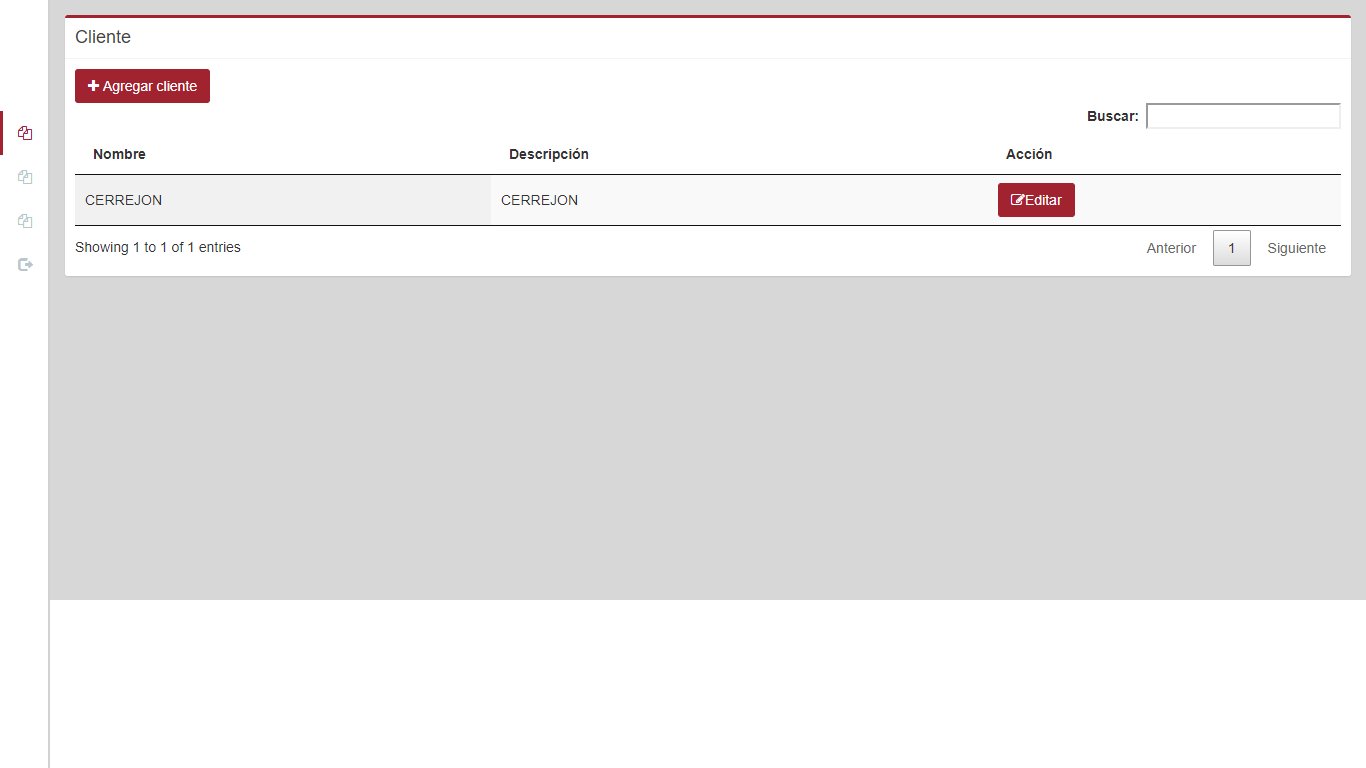 Cliente
Agregar cliente
Buscar:
Nombre Descripción Acción
CERREJON CERREJON Editar
Showing 1 to 1 of 1 entries Anterior 1 Siguiente